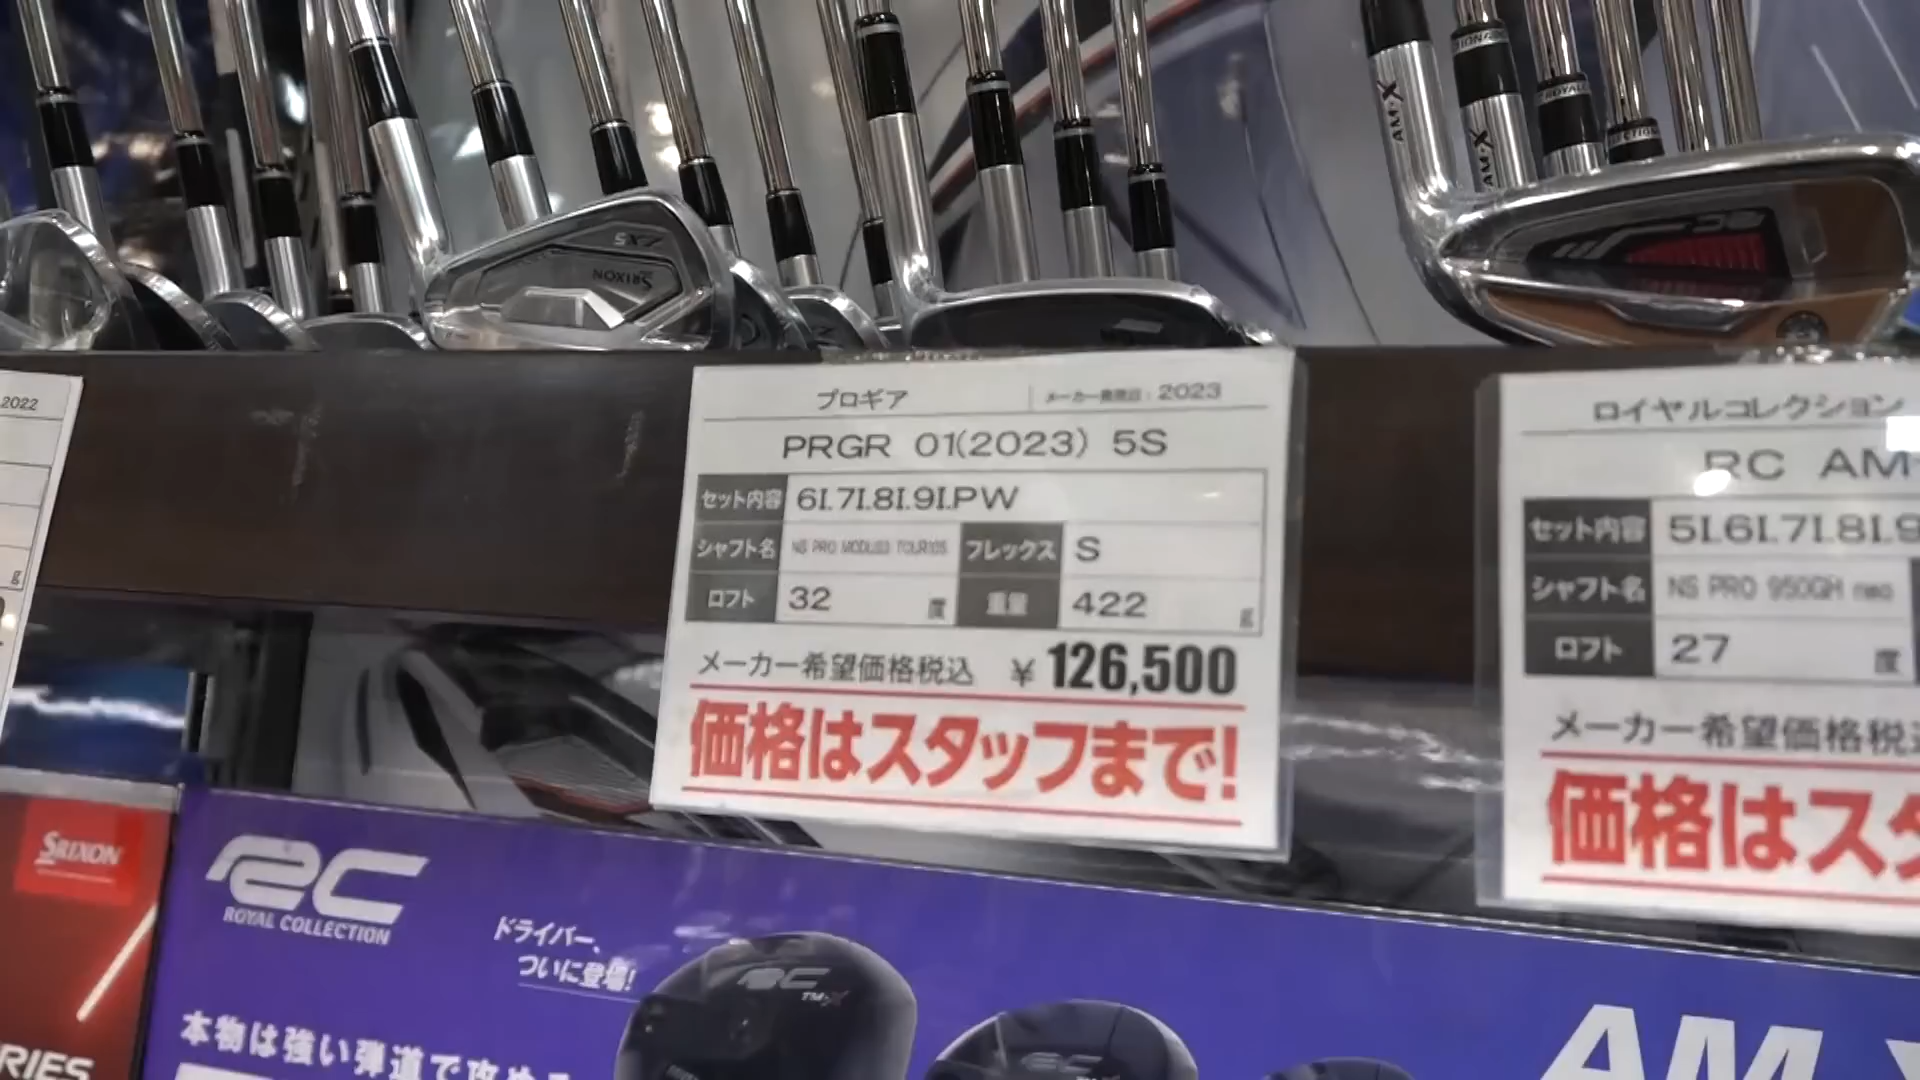 AM-X
AM-X
ZX5
SRIXON
2022
g
プロギア
メーカー発売日：2023
PRGR 01(2023) 5S
セット内容 6I.7I.8I.9I.PW
シャフト名 NS PRO MODUS3 TOUR105 フレックス S
ロフト 32 度 重量 422 g
メーカー希望価格税込 ¥ 126,500
価格はスタッフまで!
ロイヤルコレクション
RC AM
セット内容 5I.6I.7I.8I.9
シャフト名 NS PRO 950GH neo
ロフト 27 度
メーカー希望価格税込
価格はスタ
SRIXON
RIES
RC
ROYAL COLLECTION
ドライバー、
ついに登場!
本物は強い弾道で攻める
RC
TM-X
RC
AM